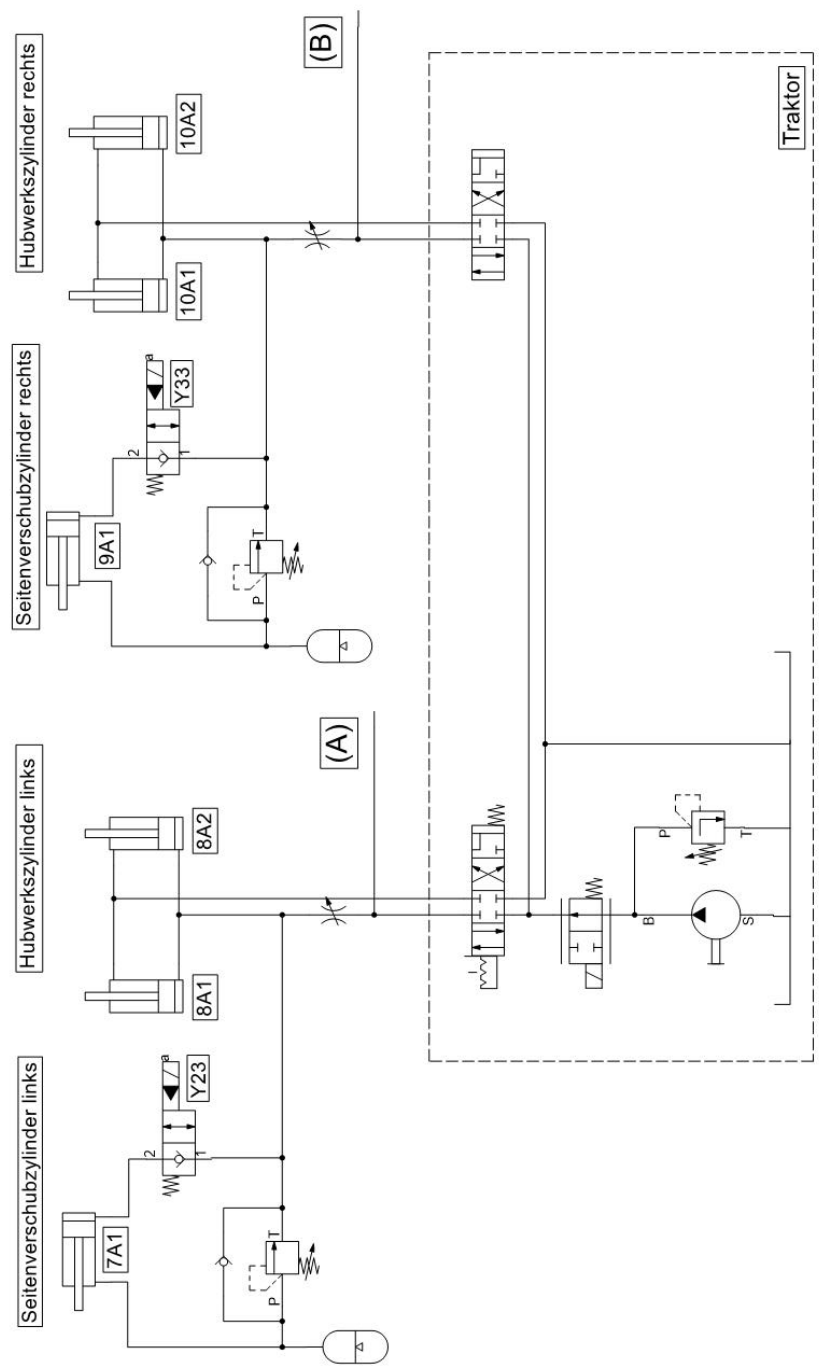 Seitenverschubzylinder links
Hubwerkszylinder links
Seitenverschubzylinder rechts
Hubwerkszylinder rechts
7A1
Y23
a
2
1
P
T
8A1
8A2
(A)
9A1
Y33
a
2
1
P
T
10A1
10A2
(B)
B
S
P
T
Traktor